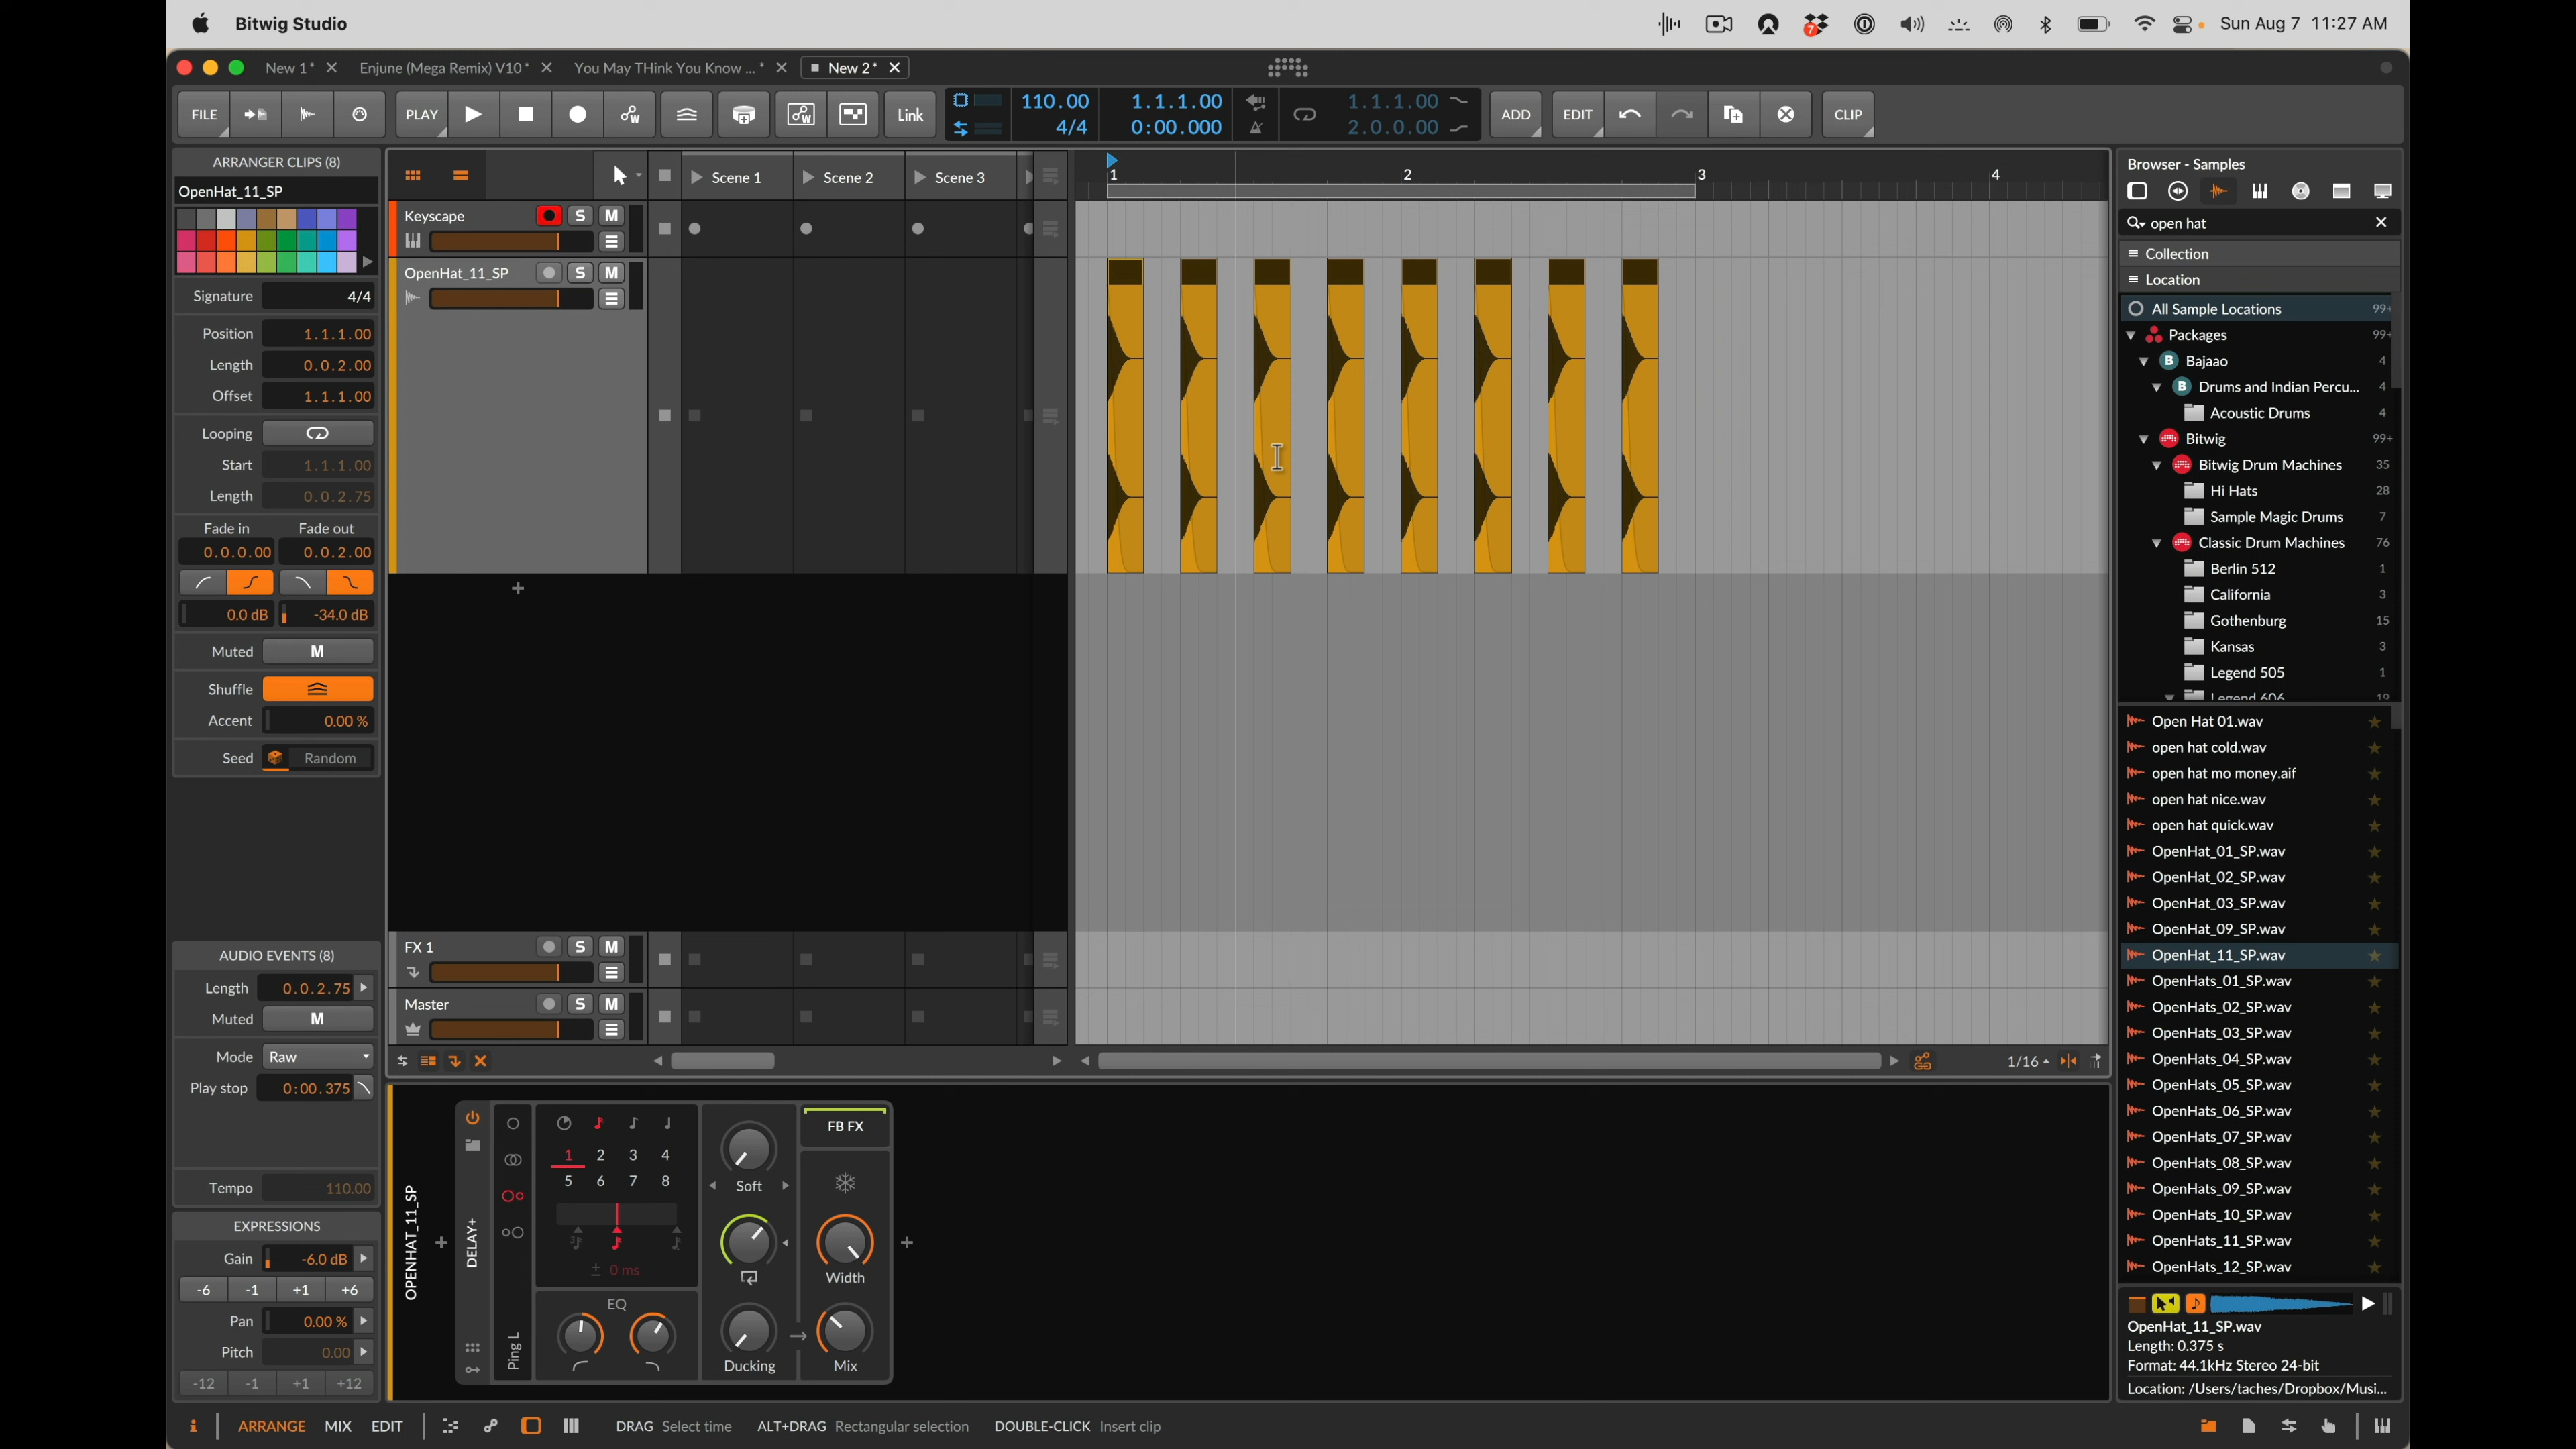 Bitwig Studio
Sun Aug 7 11:27 AM
New 1* Enjune (Mega Remix) V10* You May THink You Know ... * New 2*
FILE PLAY Link 110.00 4/4 1.1.1.00 0:00.000 1.1.1.00 2.0.0.00 ADD EDIT CLIP
ARRANGER CLIPS (8)
OpenHat_11_SP
Signature 4/4
Position 1.1.1.00
Length 0.0.2.00
Offset 1.1.1.00
Looping
Start 1.1.1.00
Length 0.0.2.75
Fade in Fade out
0.0.0.00 0.0.2.00
0.0 dB -34.0 dB
Muted M
Shuffle
Accent 0.00 %
Seed Random
AUDIO EVENTS (8)
Length 0.0.2.75
Muted M
Mode Raw
Play stop 0:00.375
Tempo 110.00
EXPRESSIONS
Gain -6.0 dB
-6 -1 +1 +6
Pan 0.00 %
Pitch 0.00
-12 -1 +1 +12
Scene 1 Scene 2 Scene 3
1 2 3 4
Keyscape S M
OpenHat_11_SP S M
+
FX 1 S M
Master S M
1/16
OPENHAT_11_SP
+
DELAY+
Ping L
1 2 3 4
5 6 7 8
3
± 0 ms
EQ
Soft
Ducking
FB FX
Width
Mix
+
Browser - Samples
open hat
Collection
Location
All Sample Locations 99+
Packages 99+
B Bajaao 4
B Drums and Indian Percu... 4
Acoustic Drums 4
Bitwig 99+
Bitwig Drum Machines 35
Hi Hats 28
Sample Magic Drums 7
Classic Drum Machines 76
Berlin 512 1
California 3
Gothenburg 15
Kansas 3
Legend 505 1
Legend 606 19
Open Hat 01.wav
open hat cold.wav
open hat mo money.aif
open hat nice.wav
open hat quick.wav
OpenHat_01_SP.wav
OpenHat_02_SP.wav
OpenHat_03_SP.wav
OpenHat_09_SP.wav
OpenHat_11_SP.wav
OpenHats_01_SP.wav
OpenHats_02_SP.wav
OpenHats_03_SP.wav
OpenHats_04_SP.wav
OpenHats_05_SP.wav
OpenHats_06_SP.wav
OpenHats_07_SP.wav
OpenHats_08_SP.wav
OpenHats_09_SP.wav
OpenHats_10_SP.wav
OpenHats_11_SP.wav
OpenHats_12_SP.wav
OpenHat_11_SP.wav
Length: 0.375 s
Format: 44.1kHz Stereo 24-bit
Location: /Users/taches/Dropbox/Musi...
i ARRANGE MIX EDIT DRAG Select time ALT+DRAG Rectangular selection DOUBLE-CLICK Insert clip